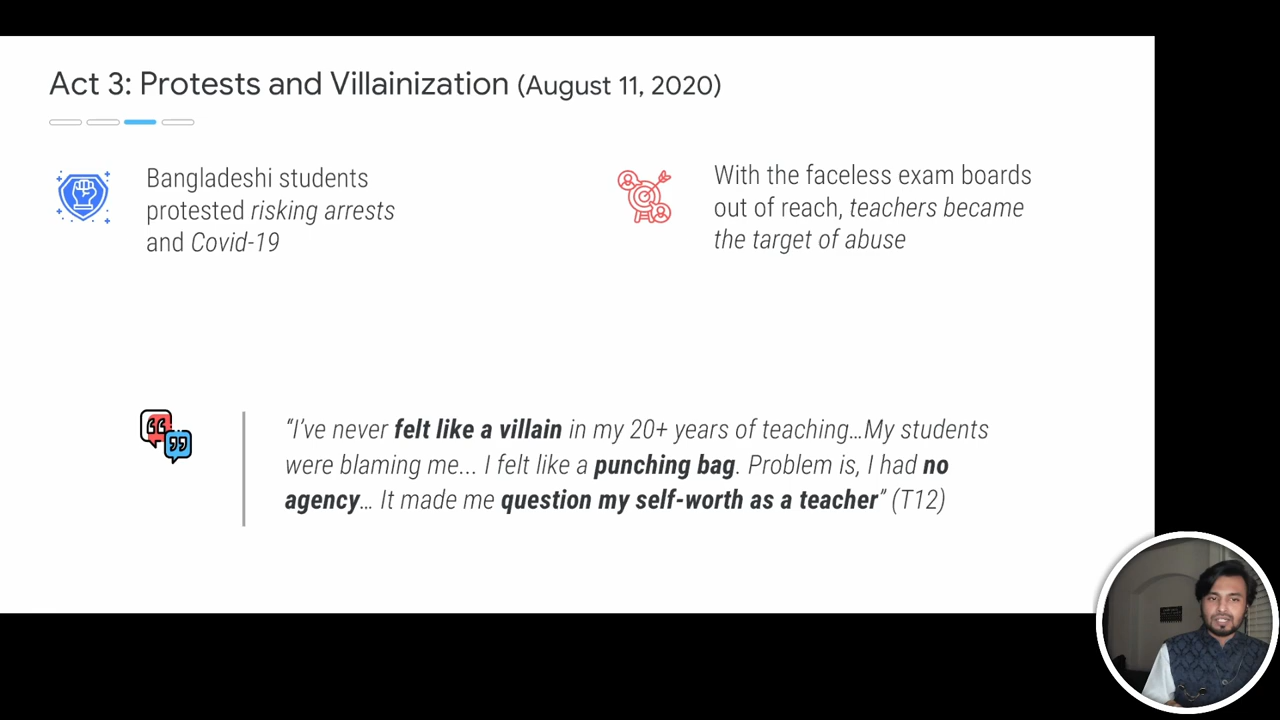 Act 3: Protests and Villainization (August 11, 2020)
Bangladeshi students
protested risking arrests
and Covid-19
With the faceless exam boards
out of reach, teachers became
the target of abuse
“I’ve never felt like a villain in my 20+ years of teaching…My students
were blaming me... I felt like a punching bag. Problem is, I had no
agency… It made me question my self-worth as a teacher” (T12)